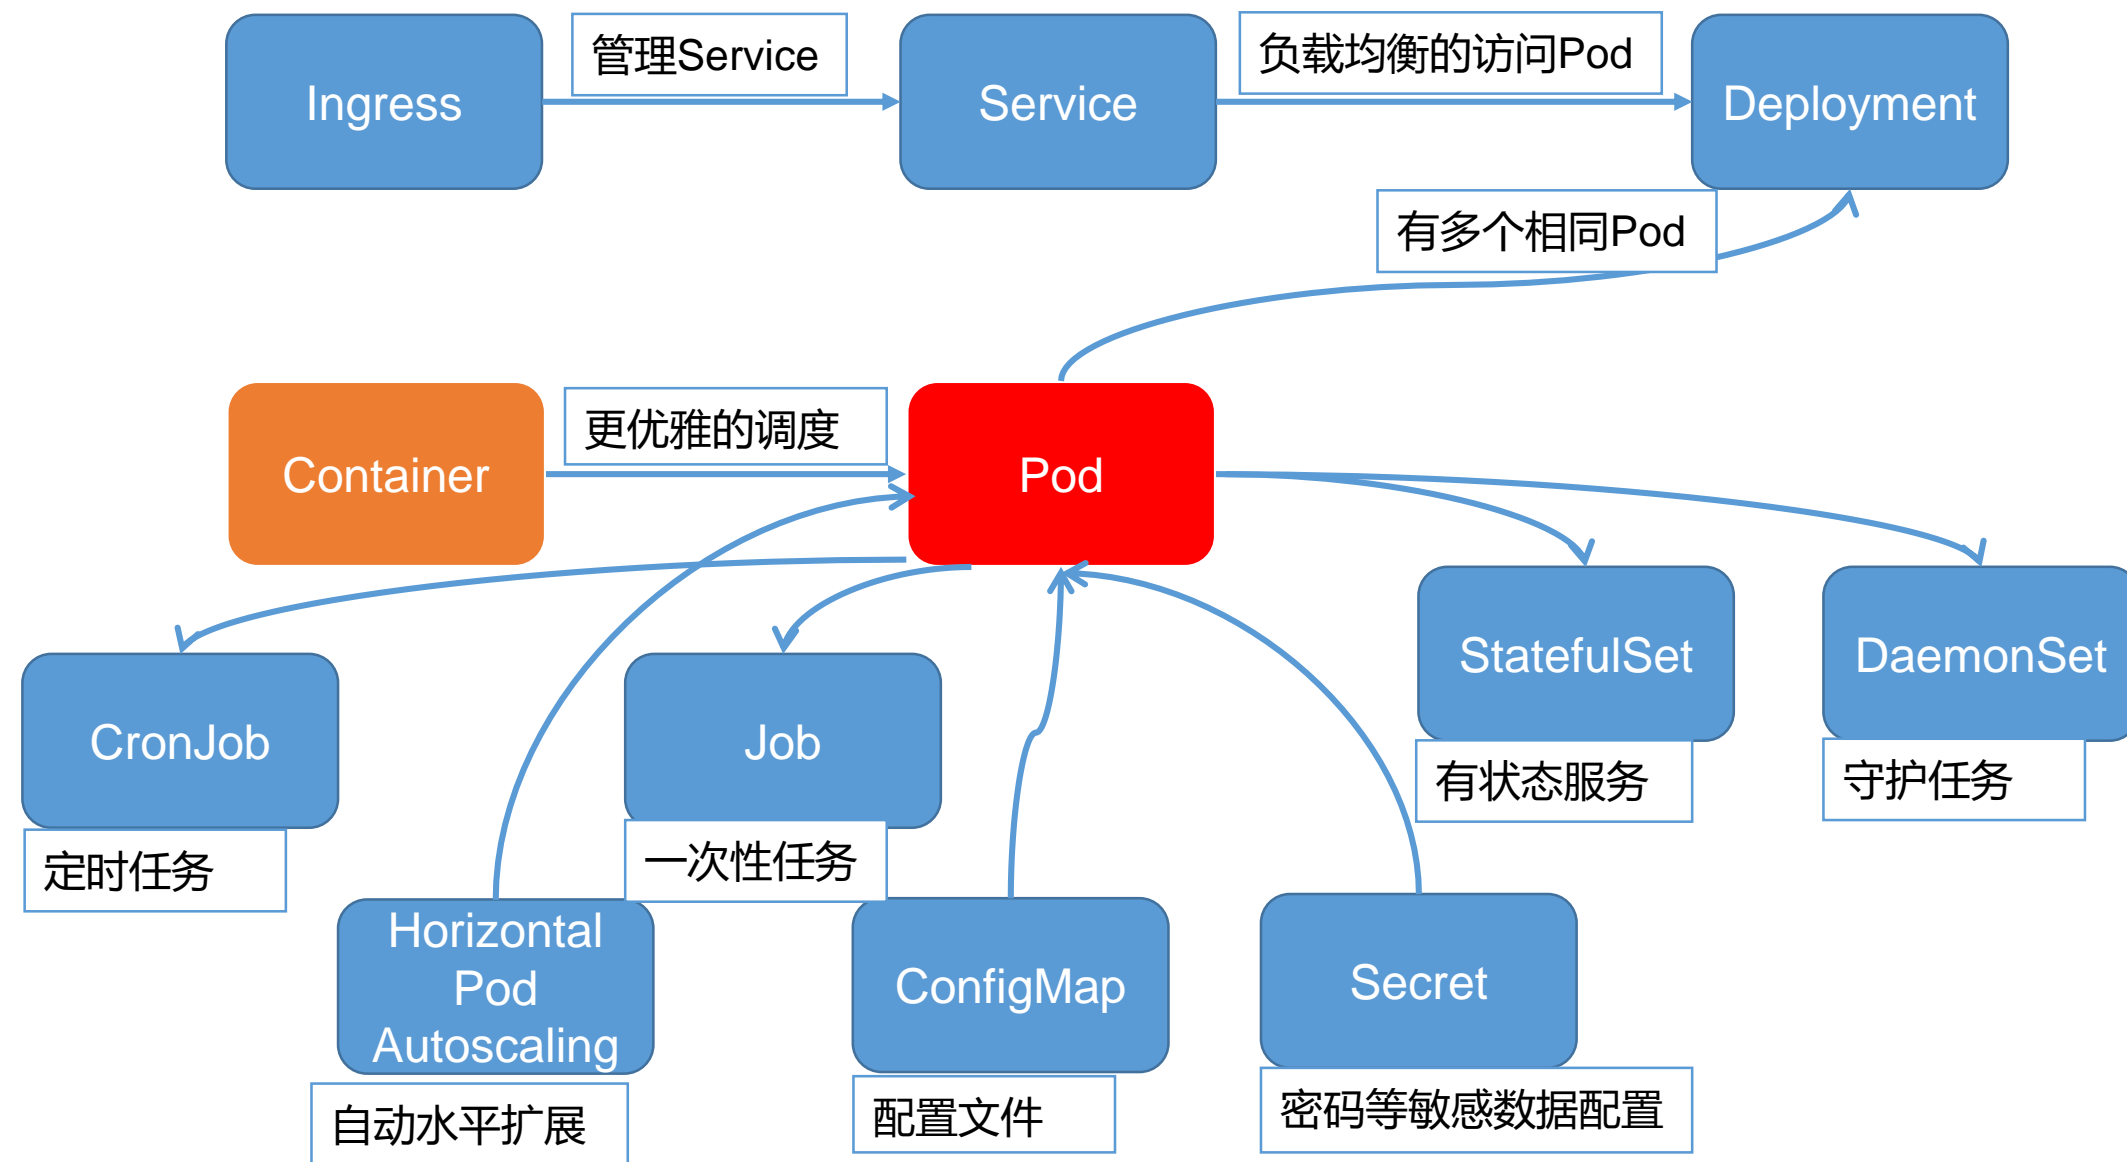 Ingress
管理Service
Service
负载均衡的访问Pod
Deployment
有多个相同Pod
Container
更优雅的调度
Pod
CronJob
定时任务
Job
一次性任务
StatefulSet
有状态服务
DaemonSet
守护任务
Horizontal
Pod
Autoscaling
自动水平扩展
ConfigMap
配置文件
Secret
密码等敏感数据配置